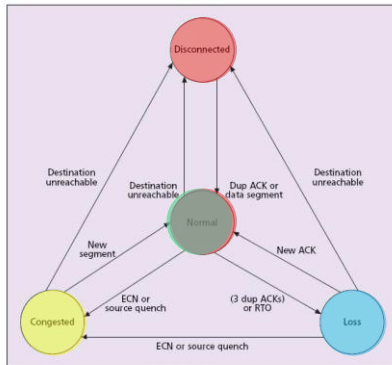 Disconnected
Destination
unreachable
Destination
unreachable
Dup ACK or
data segment
Destination
unreachable
Normal
New
segment
New ACK
ECN or
source quench
(3 dup ACKs)
or RTO
Congested
Loss
ECN or source quench